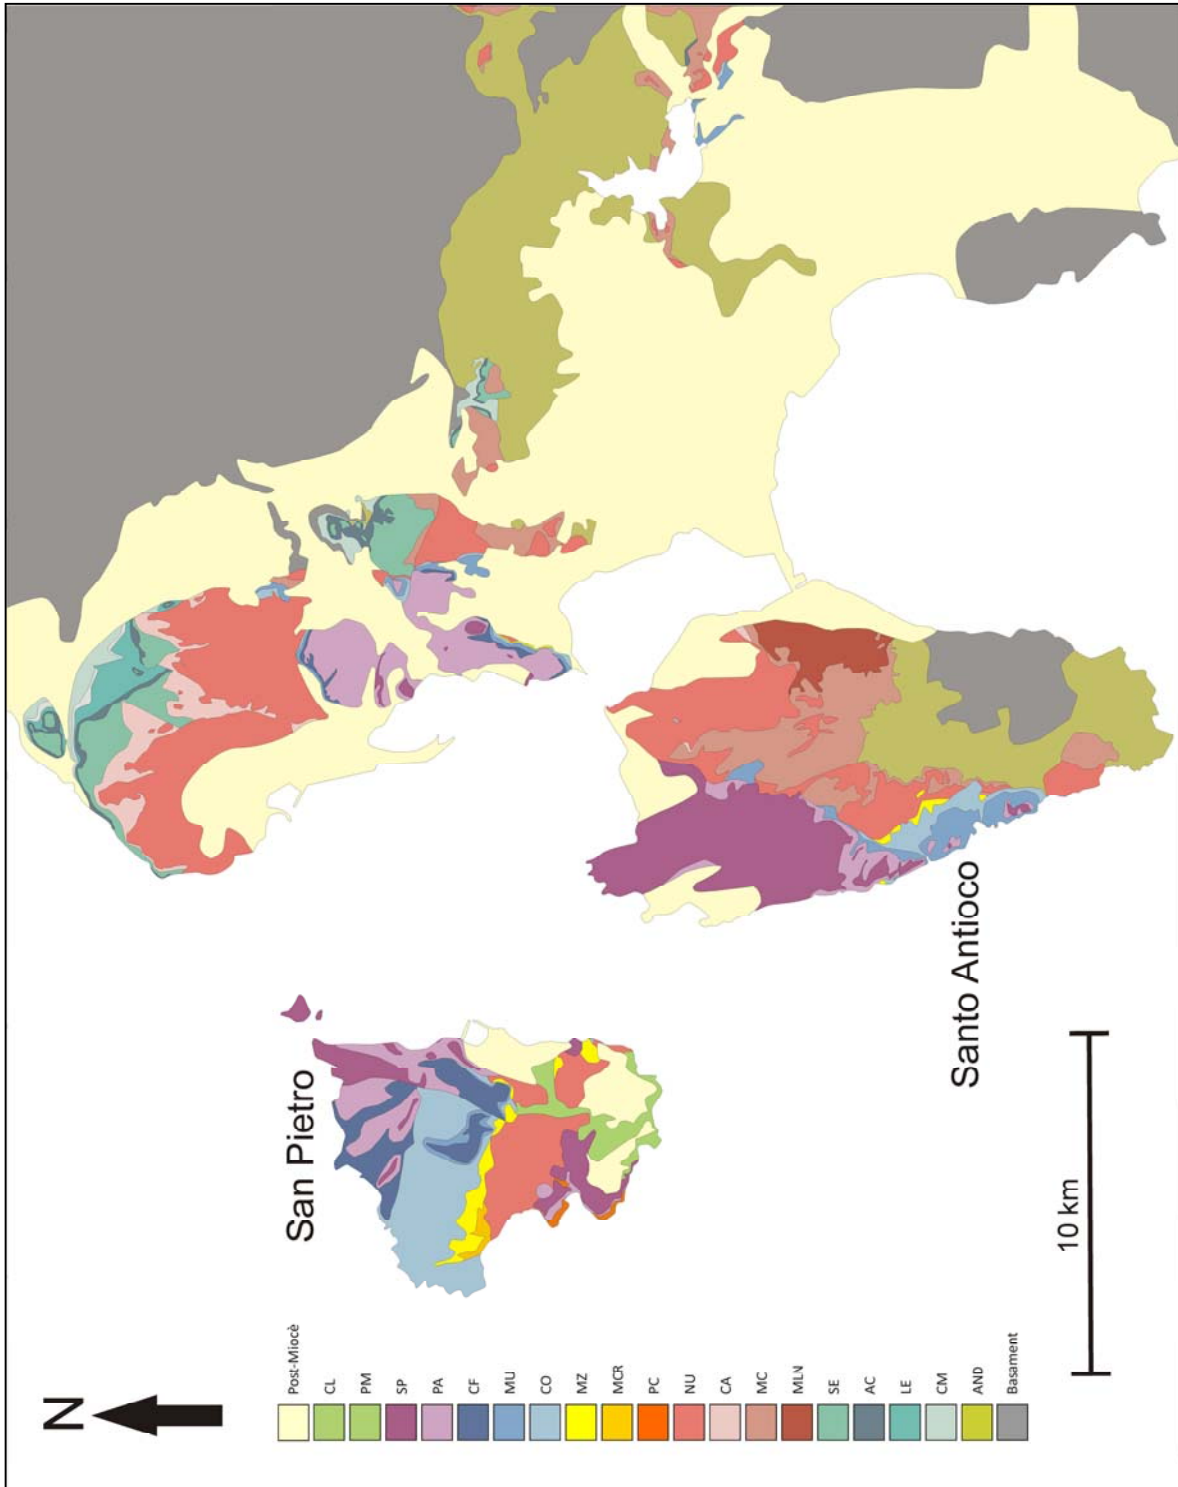 N
San Pietro
Santo Antioco
10 km
Post-Miocè
CL
PM
SP
PA
CF
MU
CO
MZ
MCR
PC
NU
CA
MC
MLN
SE
AC
LE
CM
AND
Basament